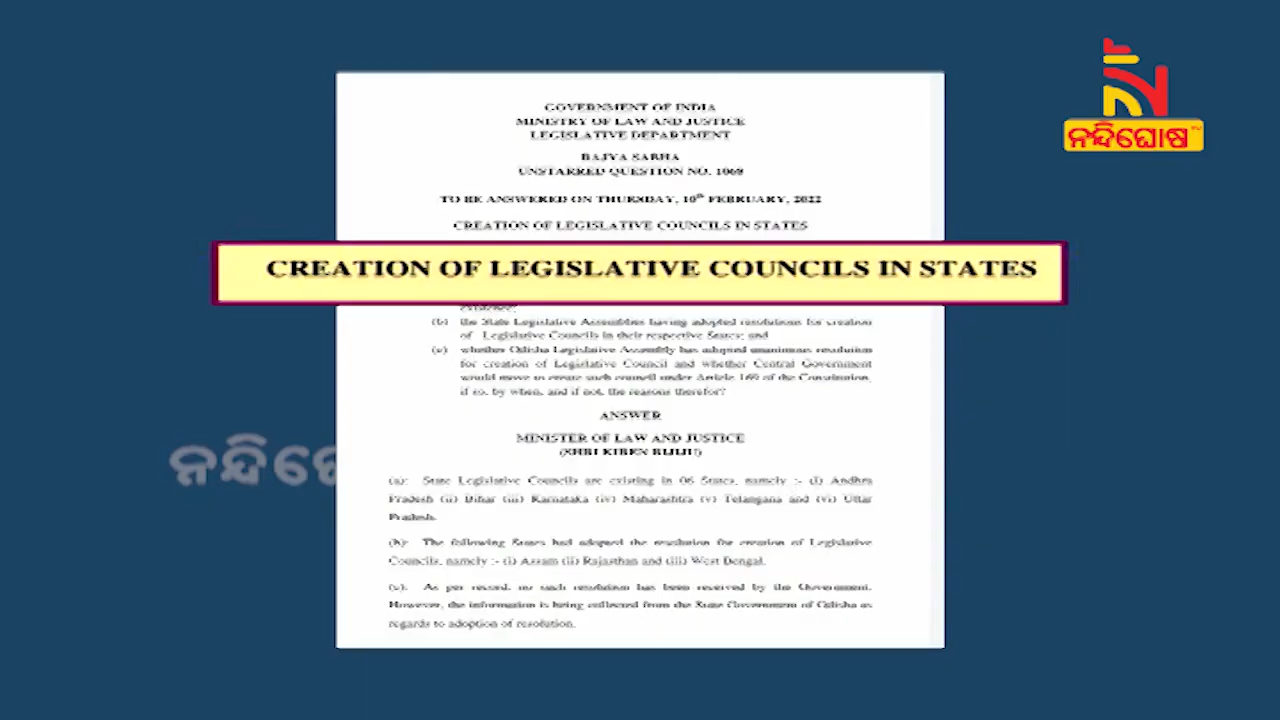 ନନ୍ଦିଘୋଷ TM
GOVERNMENT OF INDIA
MINISTRY OF LAW AND JUSTICE
LEGISLATIVE DEPARTMENT
RAJYA SABHA
UNSTARRED QUESTION NO. 1069
TO BE ANSWERED ON THURSDAY, 10th FEBRUARY, 2022
CREATION OF LEGISLATIVE COUNCILS IN STATES
CREATION OF LEGISLATIVE COUNCILS IN STATES
existence;
(b) the State Legislative Assemblies having adopted resolutions for creation
of Legislative Councils in their respective States; and
(c) whether Odisha Legislative Assembly has adopted unanimous resolution
for creation of Legislative Council and whether Central Government
would move to create such council under Article 169 of the Constitution,
if so, by when, and if not, the reasons therefor?
ANSWER
MINISTER OF LAW AND JUSTICE
(SHRI KIREN RIJIJU)
(a): State Legislative Councils are existing in 06 States, namely :- (i) Andhra
Pradesh (ii) Bihar (iii) Karnataka (iv) Maharashtra (v) Telangana and (vi) Uttar
Pradesh.
(b): The following States had adopted the resolution for creation of Legislative
Councils, namely :- (i) Assam (ii) Rajasthan and (iii) West Bengal.
(c): As per record, no such resolution has been received by the Government.
However, the information is being collected from the State Government of Odisha as
regards to adoption of resolution.